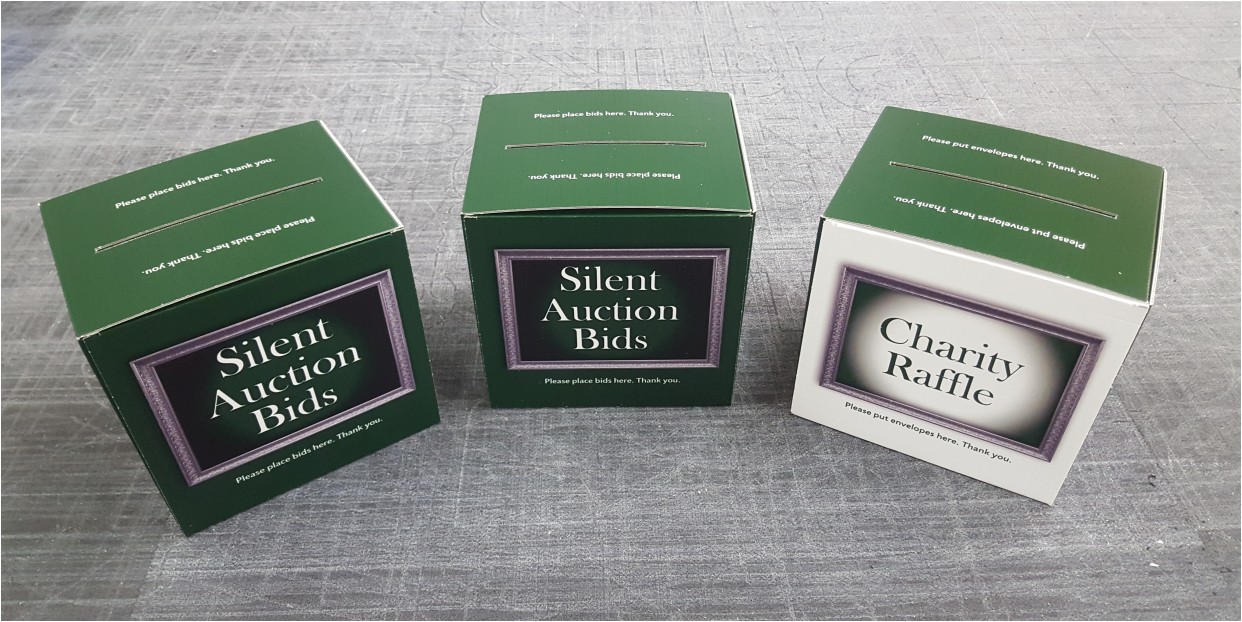 Please place bids here. Thank you.
Please place bids here. Thank you.
Silent
Auction
Bids
Please place bids here. Thank you.
Please place bids here. Thank you.
Please place bids here. Thank you.
Silent
Auction
Bids
Please place bids here. Thank you.
Please put envelopes here. Thank you.
Please put envelopes here. Thank you.
Charity
Raffle
Please put envelopes here. Thank you.